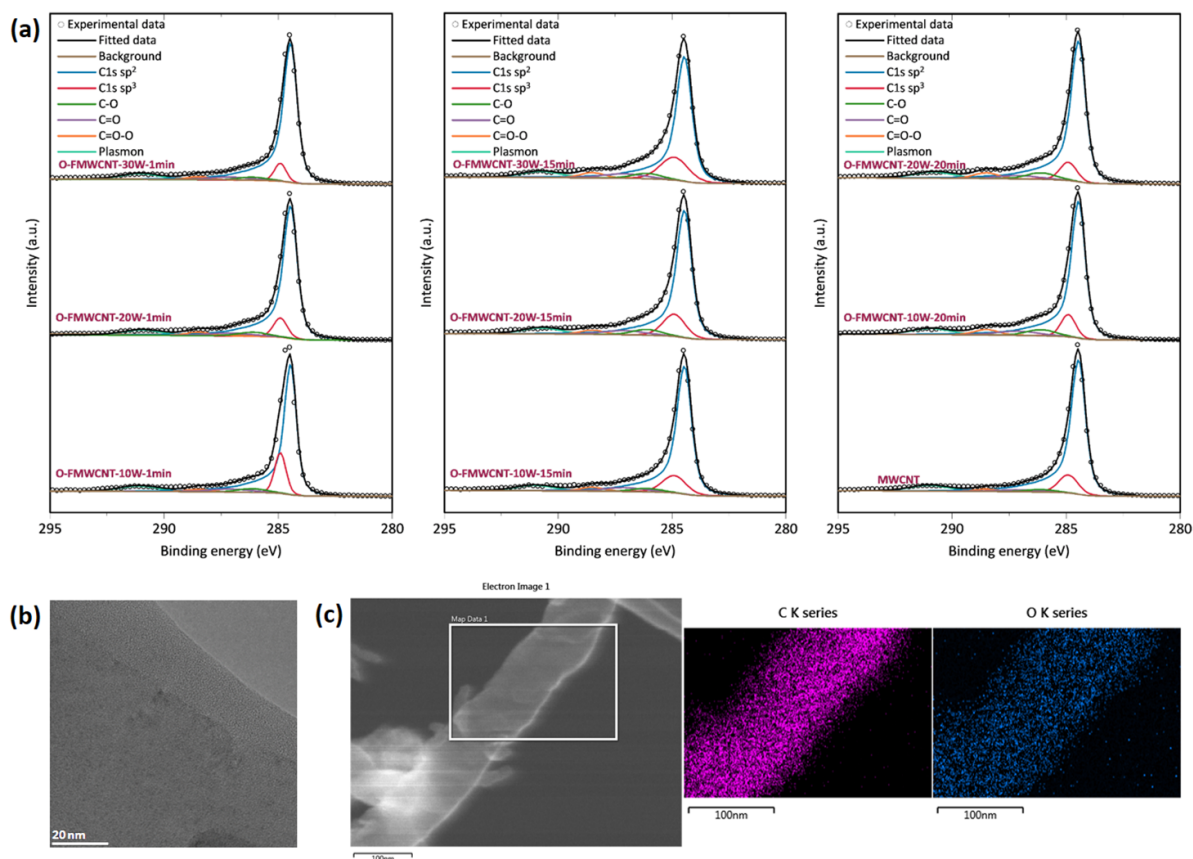 (a)
Experimental data
Fitted data
Background
C1s sp²
C1s sp³
C-O
C=O
C=O-O
Plasmon
O-FMWCNT-30W-1min
O-FMWCNT-20W-1min
O-FMWCNT-10W-1min
Intensity (a.u.)
295 290 285 280
Binding energy (eV)
Experimental data
Fitted data
Background
C1s sp²
C1s sp³
C-O
C=O
C=O-O
Plasmon
O-FMWCNT-30W-15min
O-FMWCNT-20W-15min
O-FMWCNT-10W-15min
Intensity (a.u.)
295 290 285 280
Binding energy (eV)
Experimental data
Fitted data
Background
C1s sp²
C1s sp³
C-O
C=O
C=O-O
Plasmon
O-FMWCNT-20W-20min
O-FMWCNT-10W-20min
MWCNT
Intensity (a.u.)
295 290 285 280
Binding energy (eV)
(b)
20 nm
(c)
Electron Image 1
Map Data 1
100nm
C K series
100nm
O K series
100nm